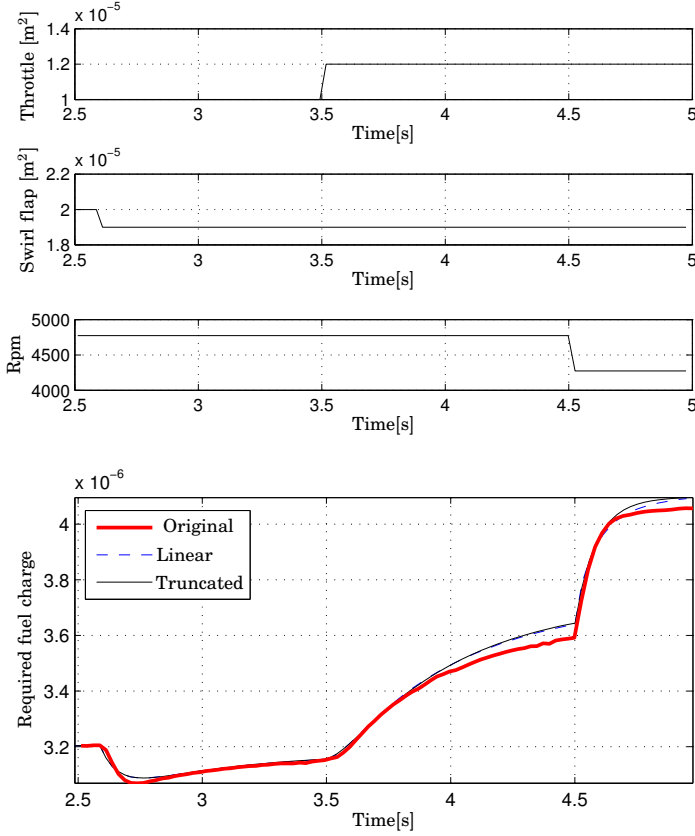 x 10⁻⁵
Throttle [m²]
1.4
1.2
1
2.5 3 3.5 4 4.5 5
Time[s]
x 10⁻⁵
Swirl flap [m²]
2.2
2
1.8
2.5 3 3.5 4 4.5 5
Time[s]
Rpm
5000
4500
4000
2.5 3 3.5 4 4.5 5
Time[s]
x 10⁻⁶
Required fuel charge
4
3.8
3.6
3.4
3.2
Original
Linear
Truncated
2.5 3 3.5 4 4.5
Time[s]